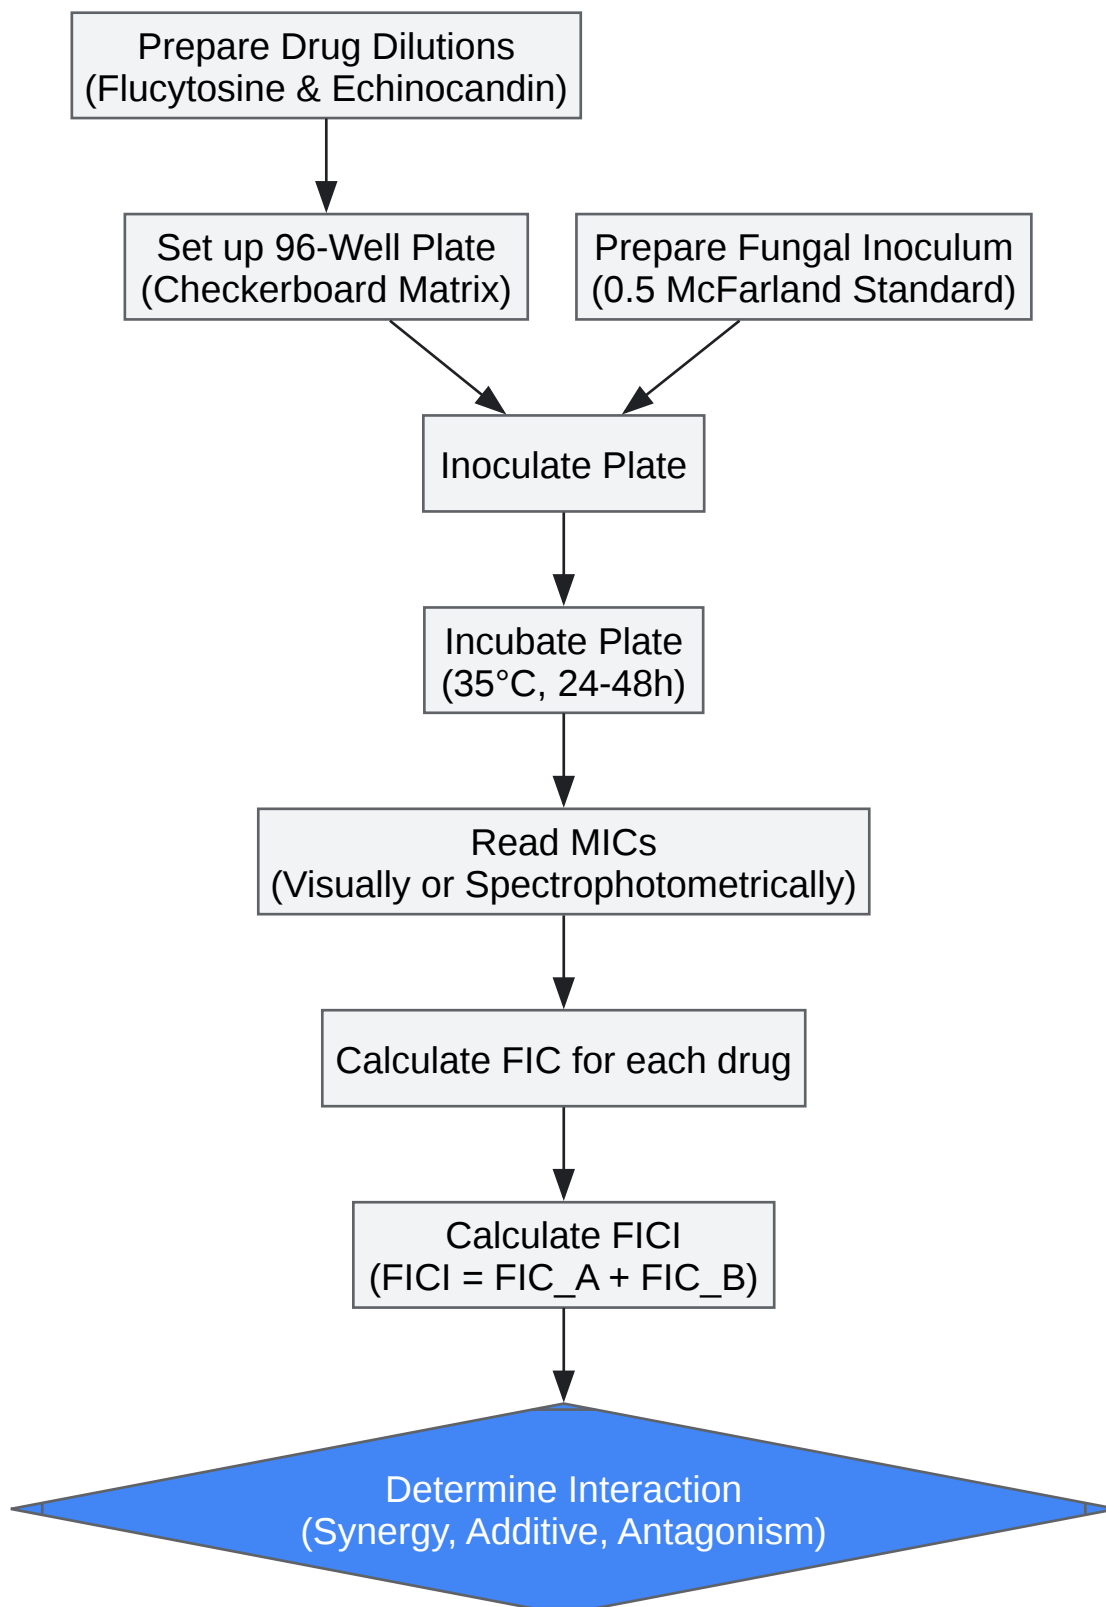 Prepare Drug Dilutions
(Flucytosine & Echinocandin)
Set up 96-Well Plate
(Checkerboard Matrix)
Prepare Fungal Inoculum
(0.5 McFarland Standard)
Inoculate Plate
Incubate Plate
(35°C, 24-48h)
Read MICs
(Visually or Spectrophotometrically)
Calculate FIC for each drug
Calculate FICI
(FICI = FIC_A + FIC_B)
Determine Interaction
(Synergy, Additive, Antagonism)